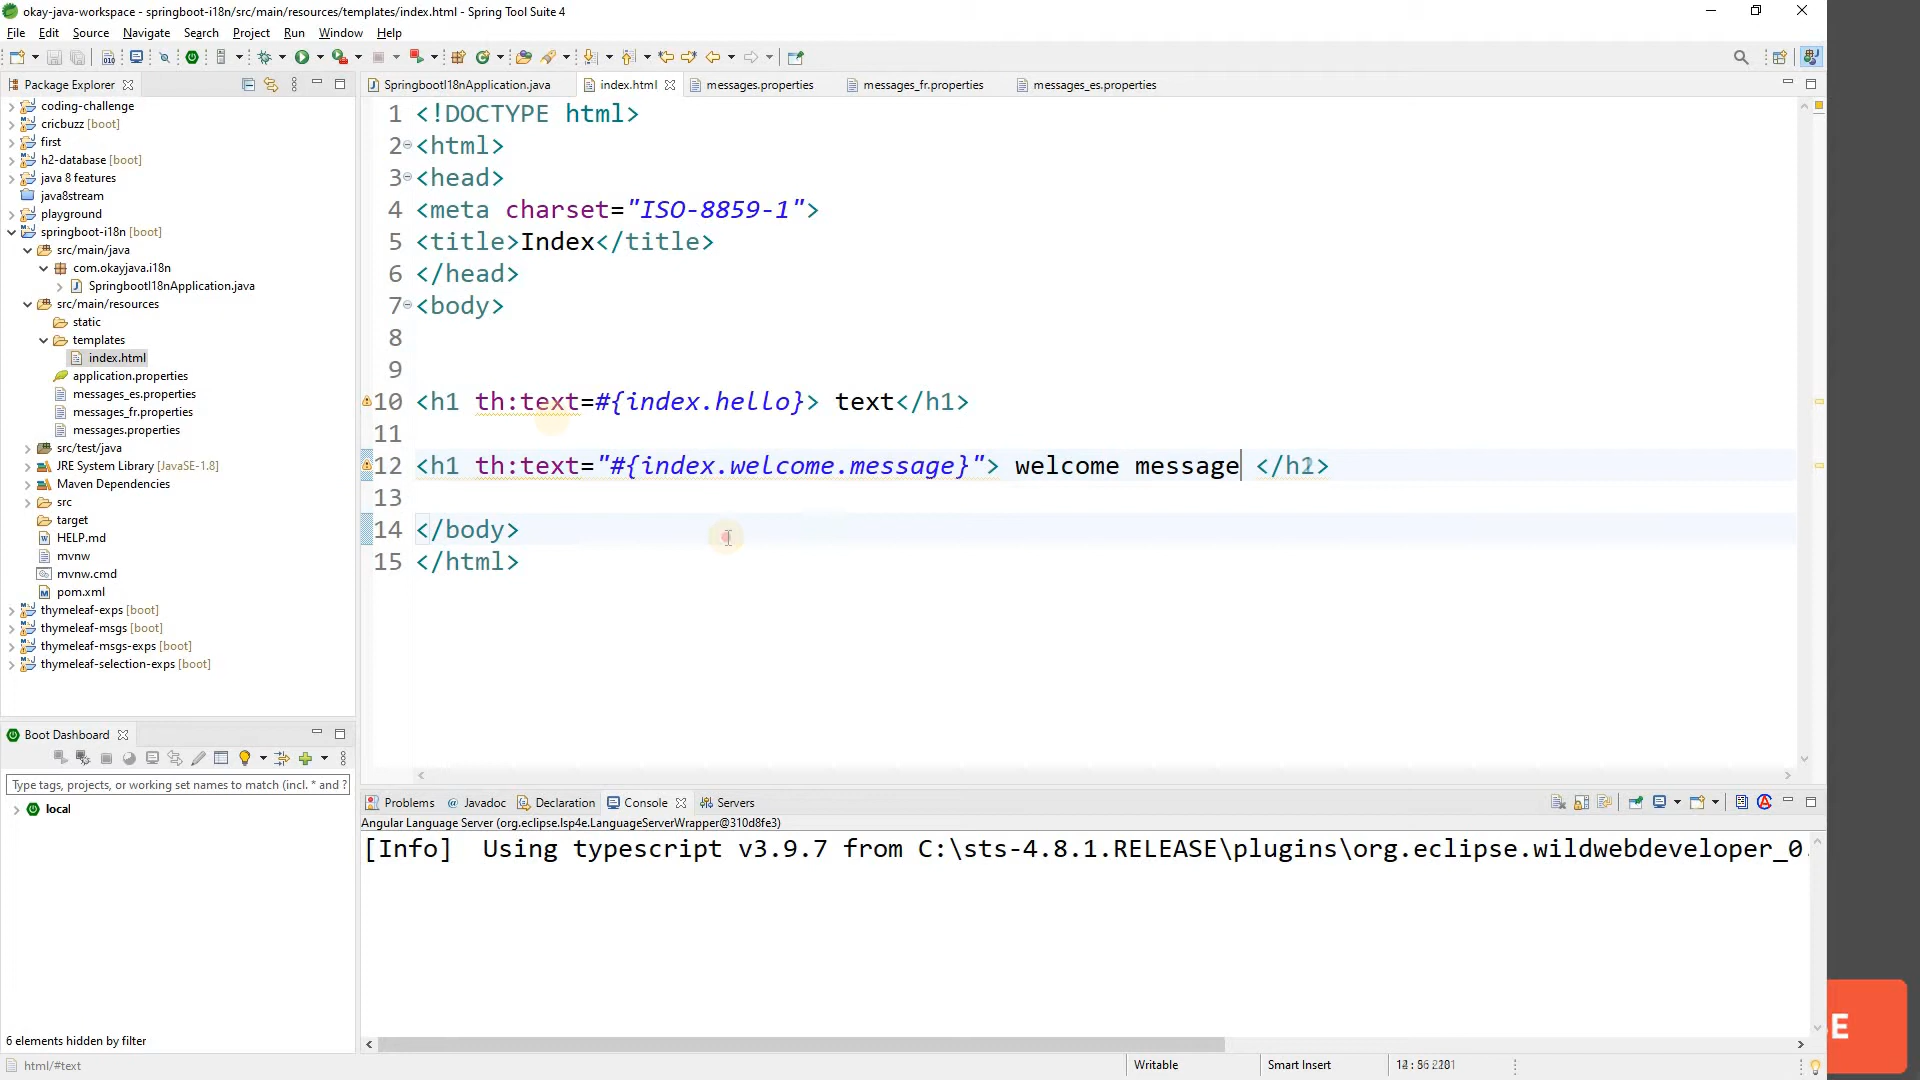 okay-java-workspace - springboot-i18n/src/main/resources/templates/index.html - Spring Tool Suite 4
File Edit Source Navigate Search Project Run Window Help
Package Explorer
SpringbootI18nApplication.java index.html messages.properties messages_fr.properties messages_es.properties
coding-challenge
cricbuzz [boot]
first
h2-database [boot]
java 8 features
java8stream
playground
springboot-i18n [boot]
src/main/java
com.okayjava.i18n
SpringbootI18nApplication.java
src/main/resources
static
templates
index.html
application.properties
messages_es.properties
messages_fr.properties
messages.properties
src/test/java
JRE System Library [JavaSE-1.8]
Maven Dependencies
src
target
HELP.md
mvnw
mvnw.cmd
pom.xml
thymeleaf-exps [boot]
thymeleaf-msgs [boot]
thymeleaf-msgs-exps [boot]
thymeleaf-selection-exps [boot]
1 <!DOCTYPE html>
2 <html>
3 <head>
4 <meta charset="ISO-8859-1">
5 <title>Index</title>
6 </head>
7 <body>
8
9
10 <h1 th:text=#{index.hello}> text</h1>
11
12 <h1 th:text="#{index.welcome.message}"> welcome message </h
13
14 </body>
15 </html>
Boot Dashboard
Type tags, projects, or working set names to match (incl. * and ?
local
6 elements hidden by filter
Problems @ Javadoc Declaration Console Servers
Angular Language Server (org.eclipse.lsp4e.LanguageServerWrapper@310d8fe3)
[Info]  Using typescript v3.9.7 from C:\sts-4.8.1.RELEASE\plugins\org.eclipse.wildwebdeveloper_0.
html/#text Writable Smart Insert
E